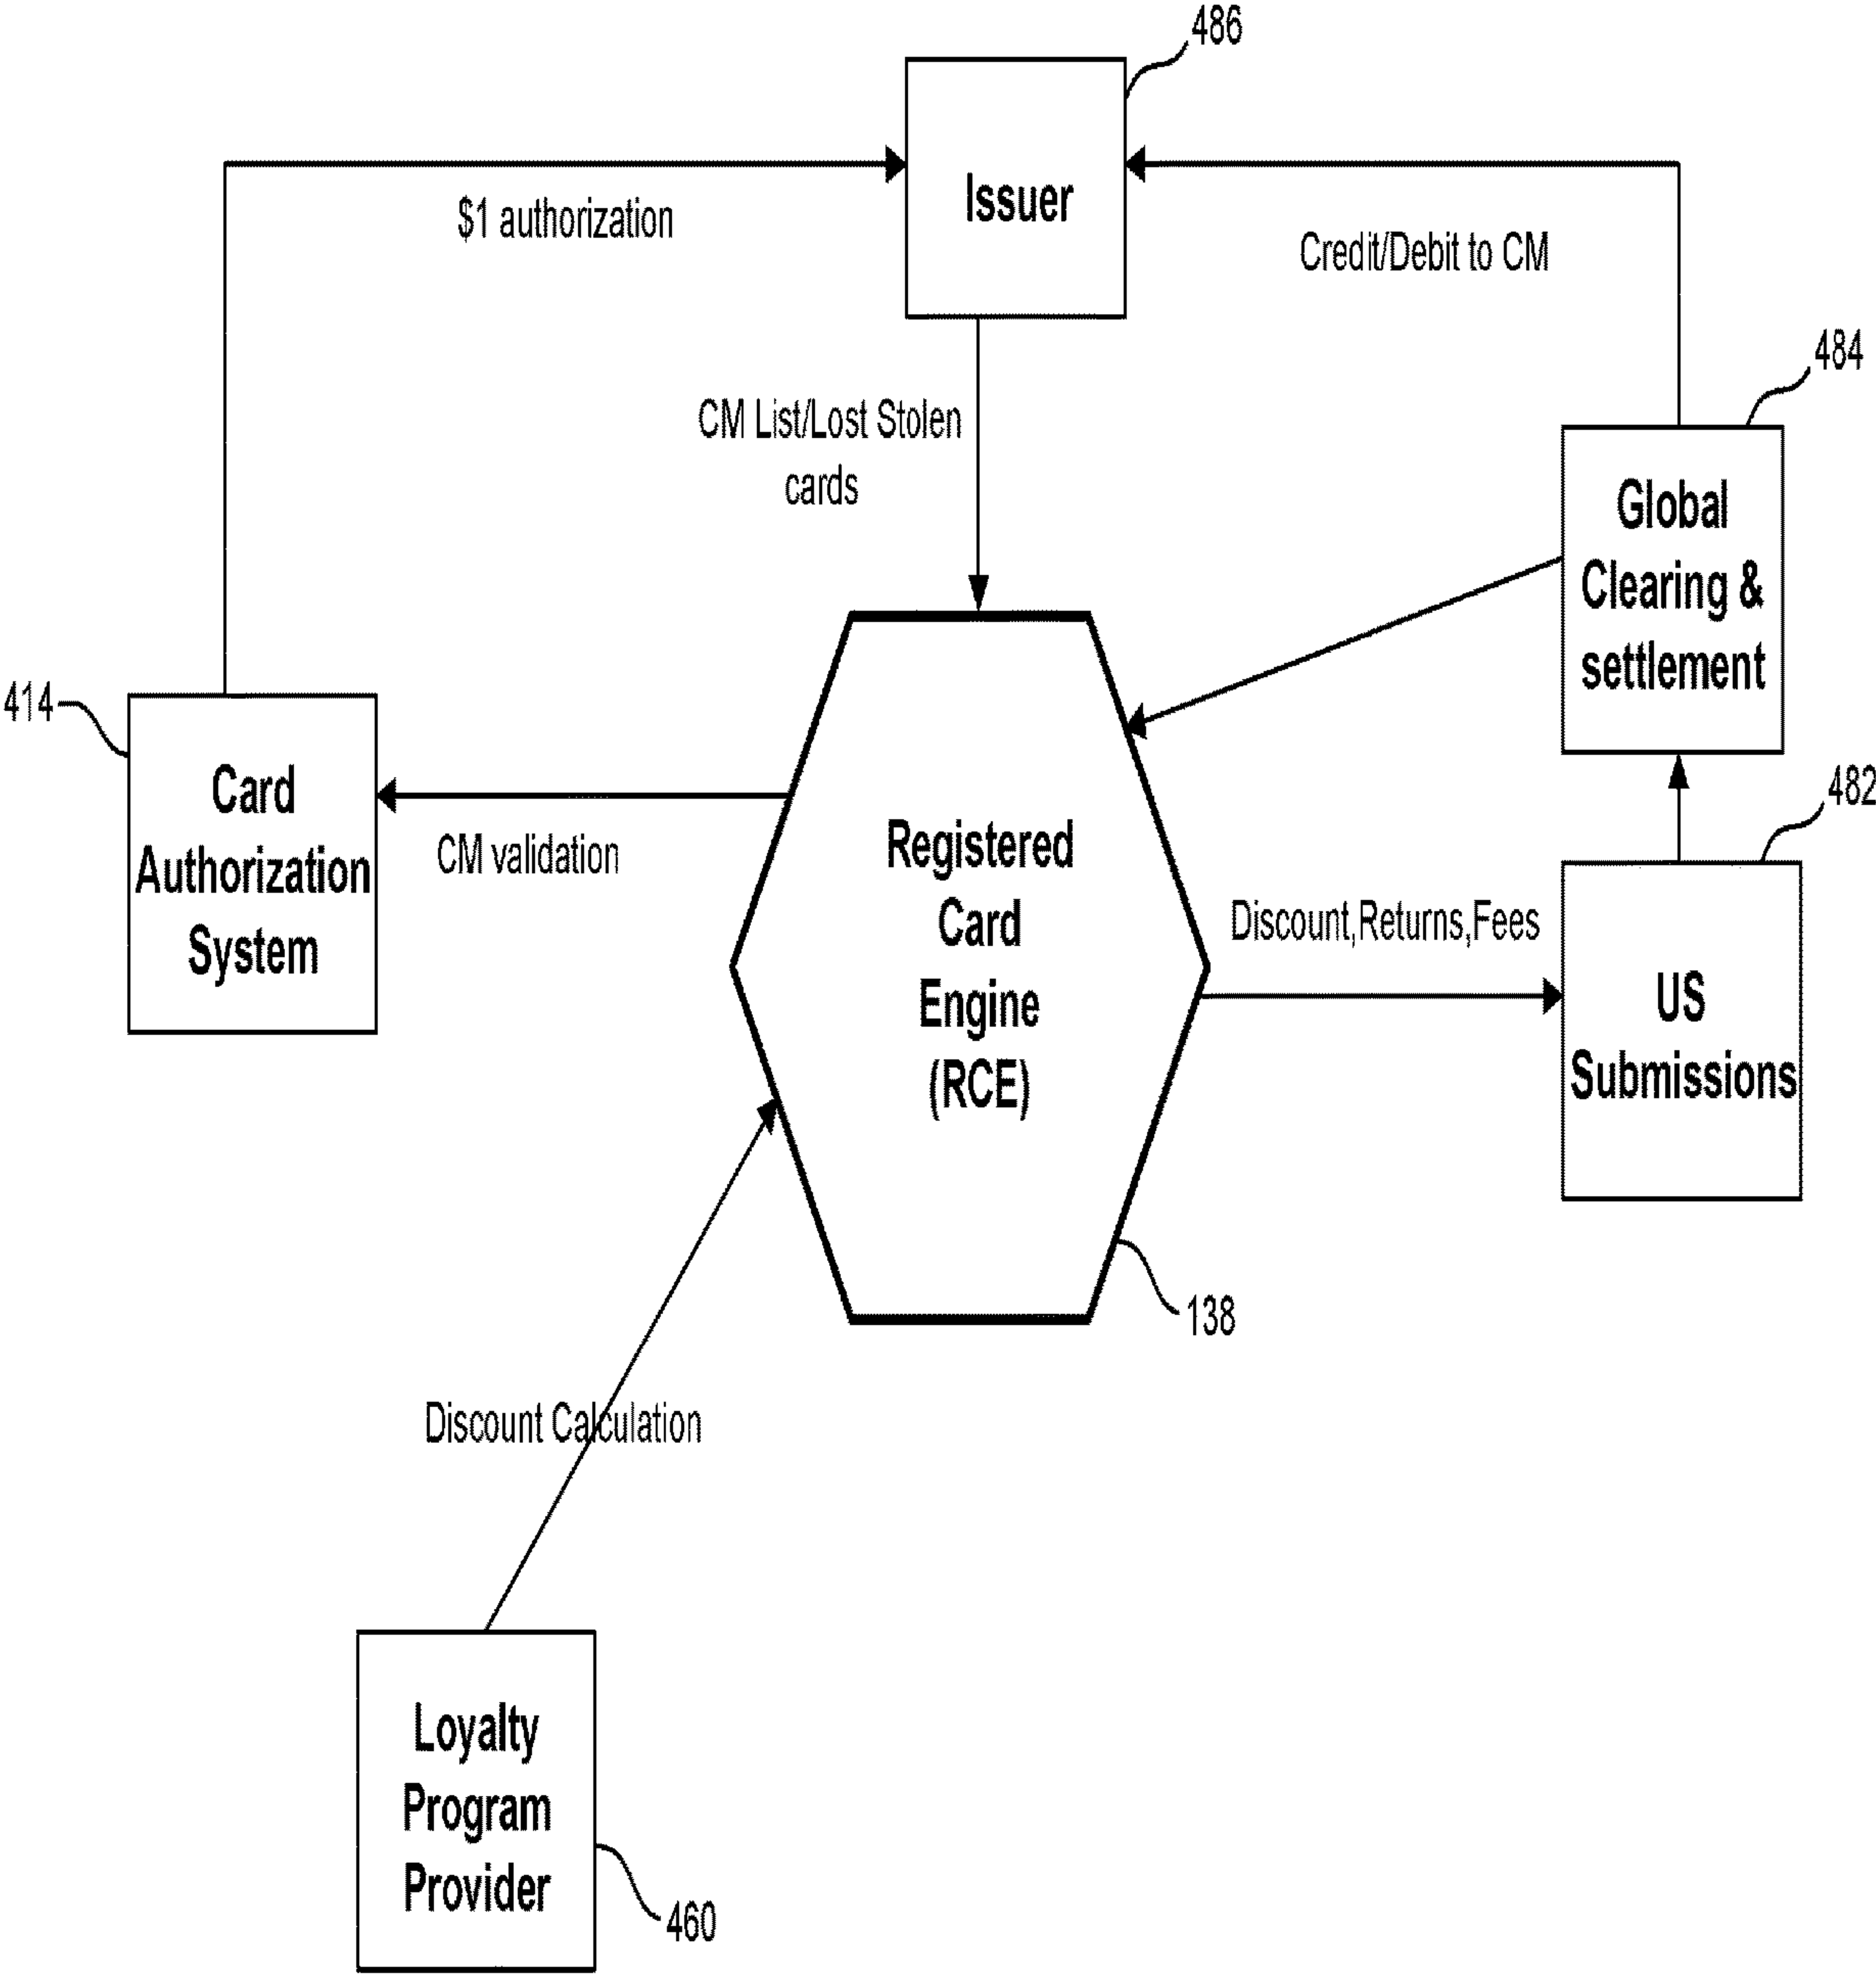 486
Issuer
$1 authorization
Credit/Debit to CM
484
CM List/Lost Stolen
cards
Global
Clearing &
settlement
414
Card
Authorization
System
CM validation
482
Registered
Card
Engine
(RCE)
Discount,Returns,Fees
US
Submissions
138
Discount Calculation
Loyalty
Program
Provider
460